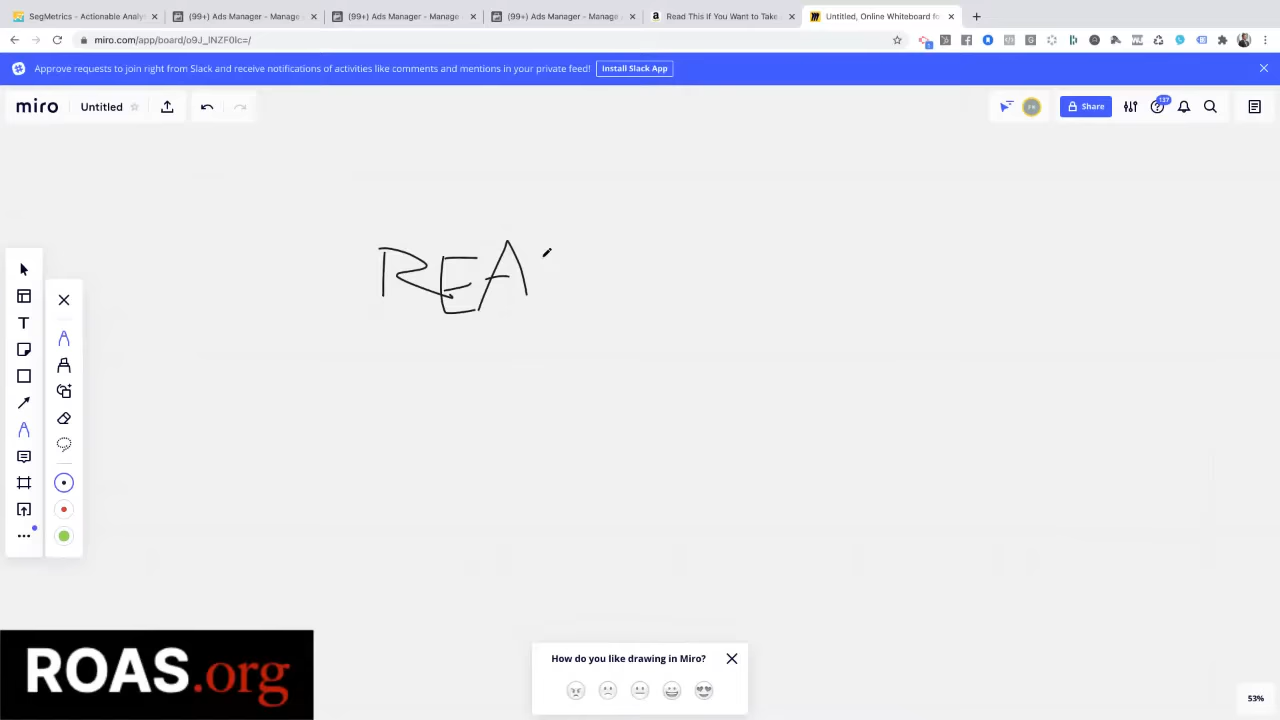 SegMetrics - Actionable Analyt
(99+) Ads Manager - Manage
(99+) Ads Manager - Manage
(99+) Ads Manager - Manage
Read This if You Want to Take
Untitled, Online Whiteboard fo
miro.com/app/board/o9J_lNZF0lc=/
Approve requests to join right from Slack and receive notifications of activities like comments and mentions in your private feed! Install Slack App
miro Untitled Share 137
REA
ROAS.org
How do you like drawing in Miro?
53%